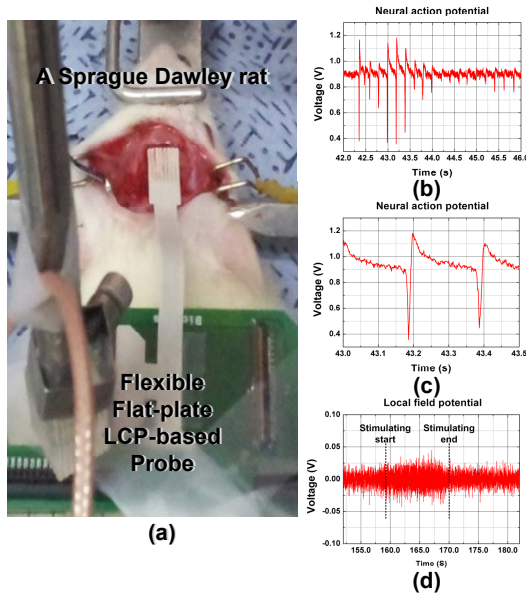 A Sprague Dawley rat
Flexible
Flat-plate
LCP-based
Probe
(a)
Neural action potential
Voltage (V)
1.2
1.0
0.8
0.6
0.4
42.0 42.5 43.0 43.5 44.0 44.5 45.0 45.5 46.0
Time (s)
(b)
Neural action potential
Voltage (V)
1.2
1.0
0.8
0.6
0.4
43.0 43.1 43.2 43.3 43.4 43.5
Time (s)
(c)
Local field potential
Voltage (V)
0.10
0.05
0.00
-0.05
-0.10
Stimulating
start
Stimulating
end
155.0 160.0 165.0 170.0 175.0 180.0
Time (S)
(d)